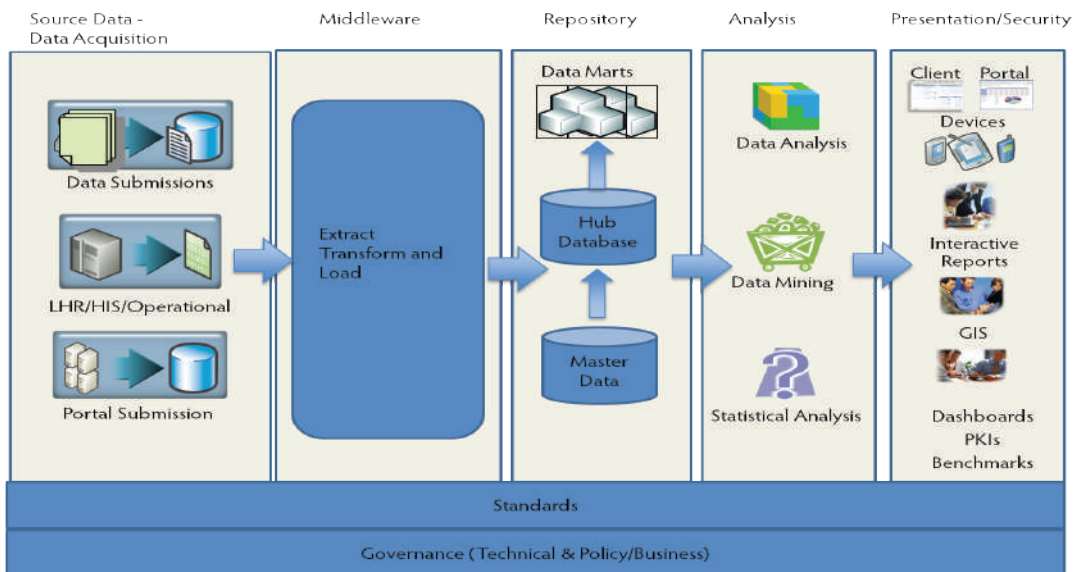 Source Data -
Data Acquisition
Middleware
Repository
Analysis
Presentation/Security
Data Submissions
LHR/HIS/Operational
Portal Submission
Extract
Transform and
Load
Data Marts
Hub
Database
Master
Data
Data Analysis
Data Mining
Statistical Analysis
Client Portal
Devices
Interactive
Reports
GIS
Dashboards
PKIs
Benchmarks
Standards
Governance (Technical & Policy/Business)